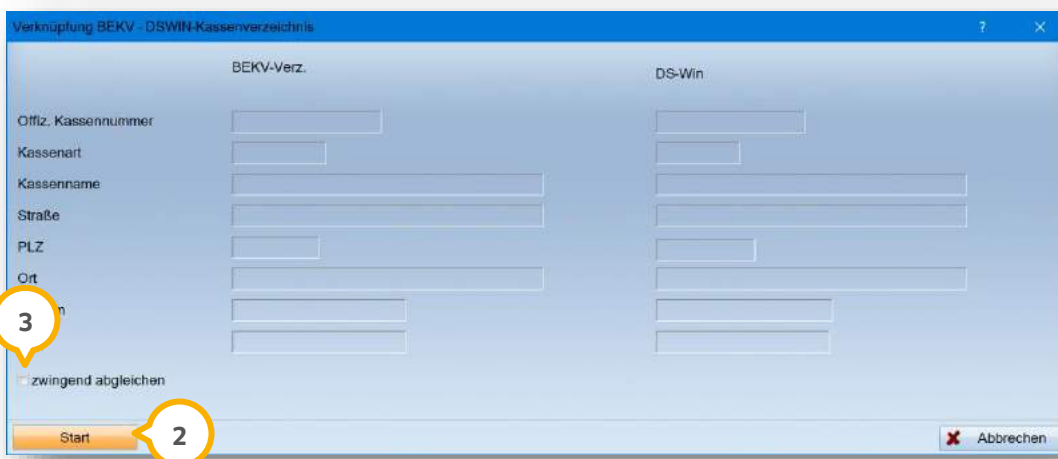 Verknüpfung BEKV - DSWIN-Kassenverzeichnis ?
BEKV-Verz. DS-Win
Offiz. Kassennummer
Kassenart
Kassenname
Straße
PLZ
Ort
3
zwingend abgleichen
Start 2 Abbrechen